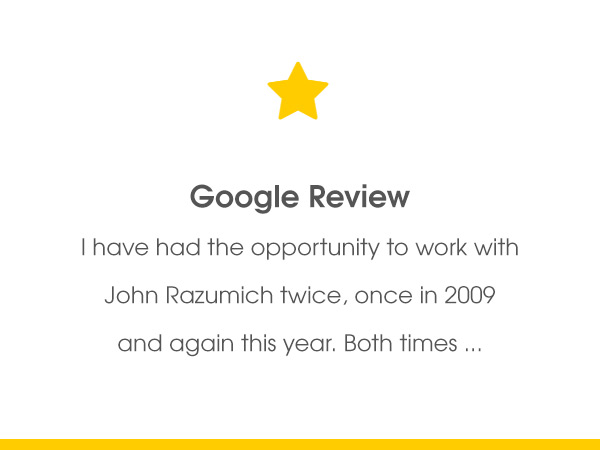 Google Review
I have had the opportunity to work with
John Razumich twice, once in 2009
and again this year. Both times ...